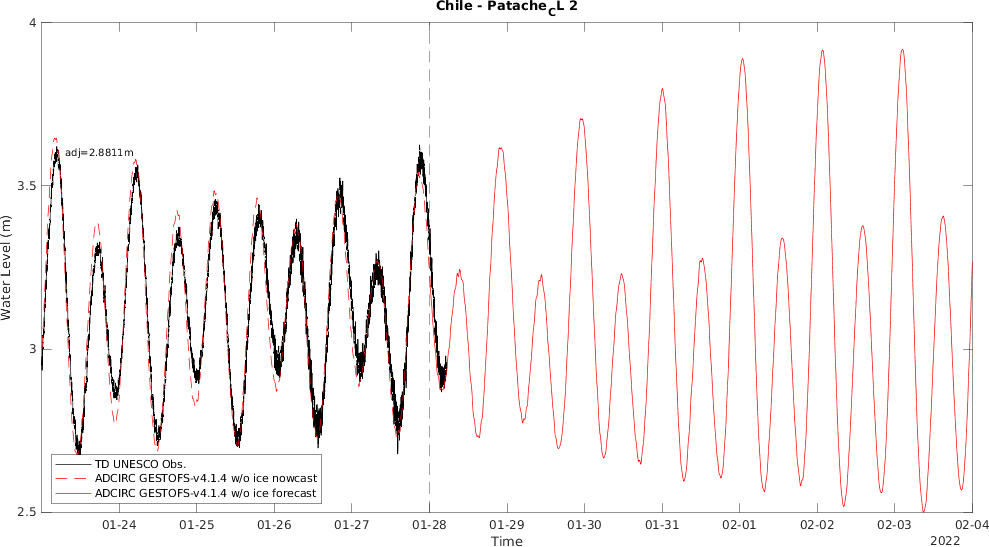 Chile - PatacheCL 2
4
3.5
3
2.5
Water Level (m)
adj=2.8811m
TD UNESCO Obs.
ADCIRC GESTOFS-v4.1.4 w/o ice nowcast
ADCIRC GESTOFS-v4.1.4 w/o ice forecast
01-24 01-25 01-26 01-27 01-28 01-29 01-30 01-31 02-01 02-02 02-03 02-04
Time
2022